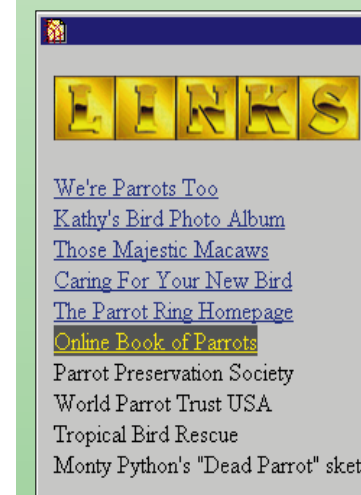 LINKS
We're Parrots Too
Kathy's Bird Photo Album
Those Majestic Macaws
Caring For Your New Bird
The Parrot Ring Homepage
Online Book of Parrots
Parrot Preservation Society
World Parrot Trust USA
Tropical Bird Rescue
Monty Python's "Dead Parrot" sket